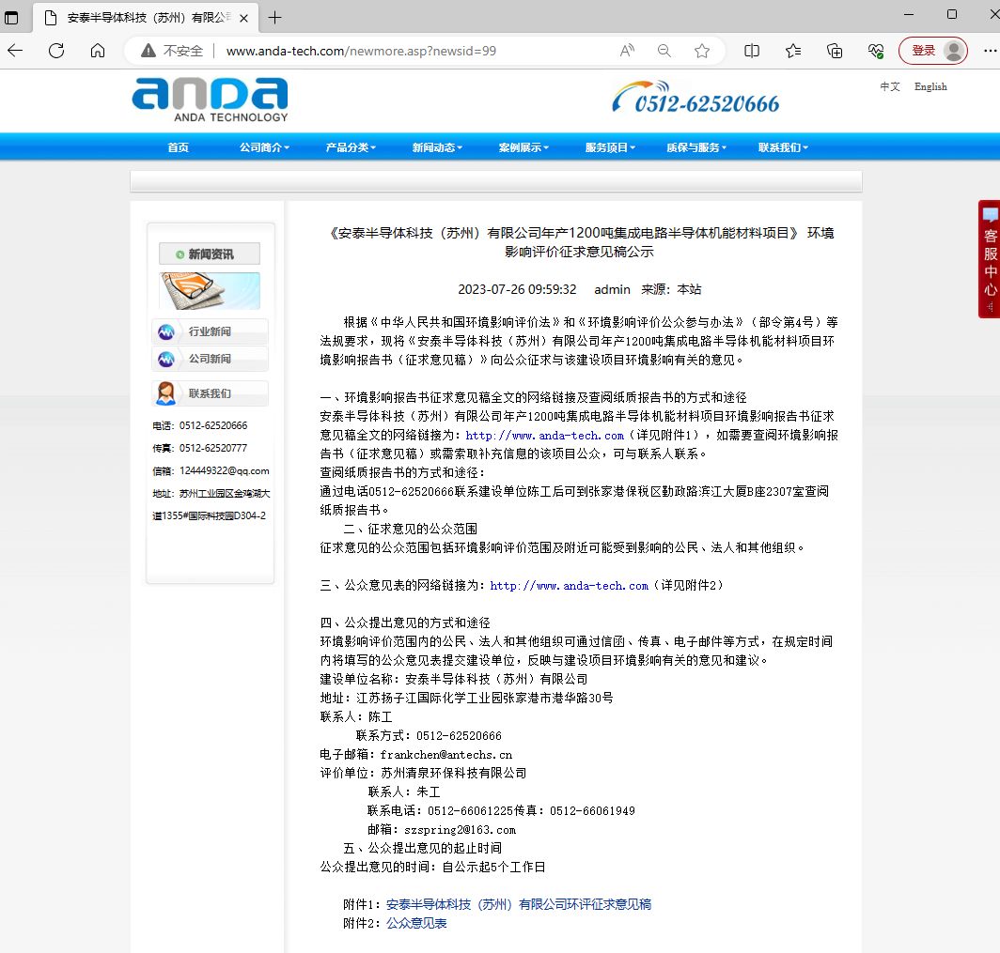 安泰半导体科技（苏州）有限公司
不安全
www.anda-tech.com/newmore.asp?newsid=99
登录
anda
ANDA TECHNOLOGY
0512-62520666
中文 English
首页 公司简介 产品分类 新闻动态 案例展示 服务项目 质保与服务 联系我们
客服中心
新闻资讯
行业新闻
公司新闻
联系我们
电话：0512-62520666
传真：0512-62520777
信箱：124449322@qq.com
地址：苏州工业园区金鸡湖大
道1355#国际科技园D304-2
《安泰半导体科技（苏州）有限公司年产1200吨集成电路半导体机能材料项目》 环境
影响评价征求意见稿公示
2023-07-26 09:59:32 admin 来源：本站
根据《中华人民共和国环境影响评价法》和《环境影响评价公众参与办法》（部令第4号）等
法规要求，现将《安泰半导体科技（苏州）有限公司年产1200吨集成电路半导体机能材料项目环
境影响报告书（征求意见稿）》向公众征求与该建设项目环境影响有关的意见。
一、环境影响报告书征求意见稿全文的网络链接及查阅纸质报告书的方式和途径
安泰半导体科技（苏州）有限公司年产1200吨集成电路半导体机能材料项目环境影响报告书征求
意见稿全文的网络链接为：http://www.anda-tech.com（详见附件1），如需要查阅环境影响报
告书（征求意见稿）或需索取补充信息的该项目公众，可与联系人联系。
查阅纸质报告书的方式和途径：
通过电话0512-62520666联系建设单位陈工后可到张家港保税区勤政路滨江大厦B座2307室查阅
纸质报告书。
二、征求意见的公众范围
征求意见的公众范围包括环境影响评价范围及附近可能受到影响的公民、法人和其他组织。
三、公众意见表的网络链接为：http://www.anda-tech.com（详见附件2）
四、公众提出意见的方式和途径
环境影响评价范围内的公民、法人和其他组织可通过信函、传真、电子邮件等方式，在规定时间
内将填写的公众意见表提交建设单位，反映与建设项目环境影响有关的意见和建议。
建设单位名称：安泰半导体科技（苏州）有限公司
地址：江苏扬子江国际化学工业园张家港市港华路30号
联系人：陈工
联系方式：0512-62520666
电子邮箱：frankchen@antechs.cn
评价单位：苏州清泉环保科技有限公司
联系人：朱工
联系电话：0512-66061225传真：0512-66061949
邮箱：szspring2@163.com
五、公众提出意见的起止时间
公众提出意见的时间：自公示起5个工作日
附件1：安泰半导体科技（苏州）有限公司环评征求意见稿
附件2：公众意见表